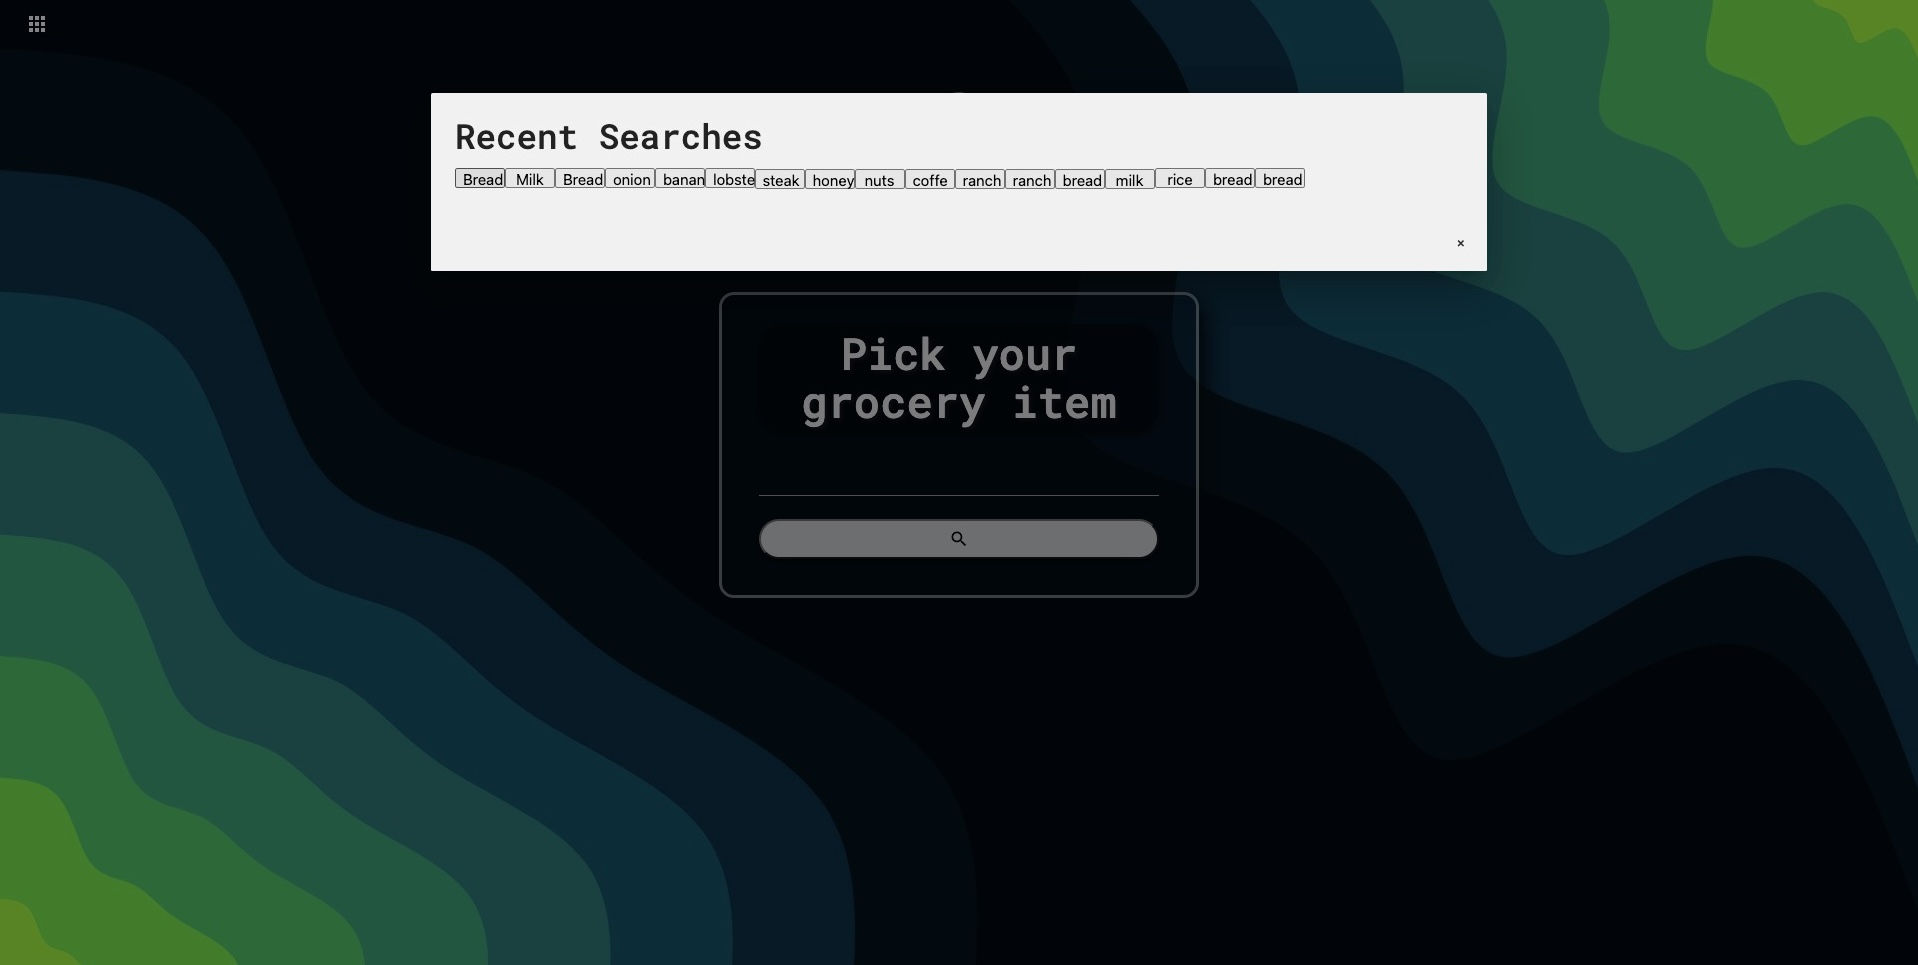 Recent Searches
Bread Milk Bread onion banan lobste steak honey nuts coffe ranch ranch bread milk rice bread bread
×
Pick your
grocery item